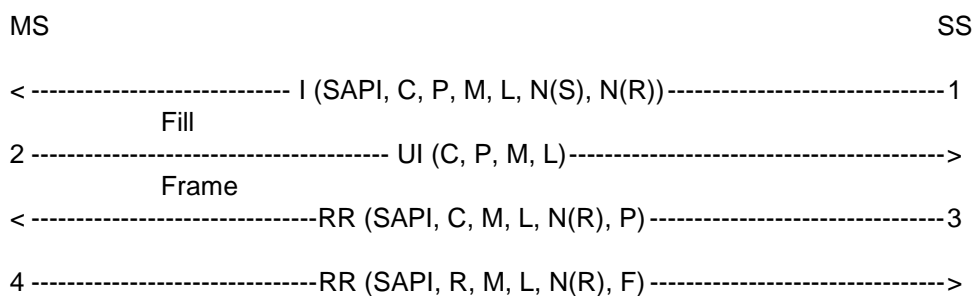 MS SS
< ----------------------------- I (SAPI, C, P, M, L, N(S), N(R))------------------------------- 1
Fill
2 ---------------------------------------- UI (C, P, M, L)------------------------------------------>
Frame
< --------------------------------RR (SAPI, C, M, L, N(R), P) --------------------------------- 3
4 --------------------------------RR (SAPI, R, M, L, N(R), F) --------------------------------->